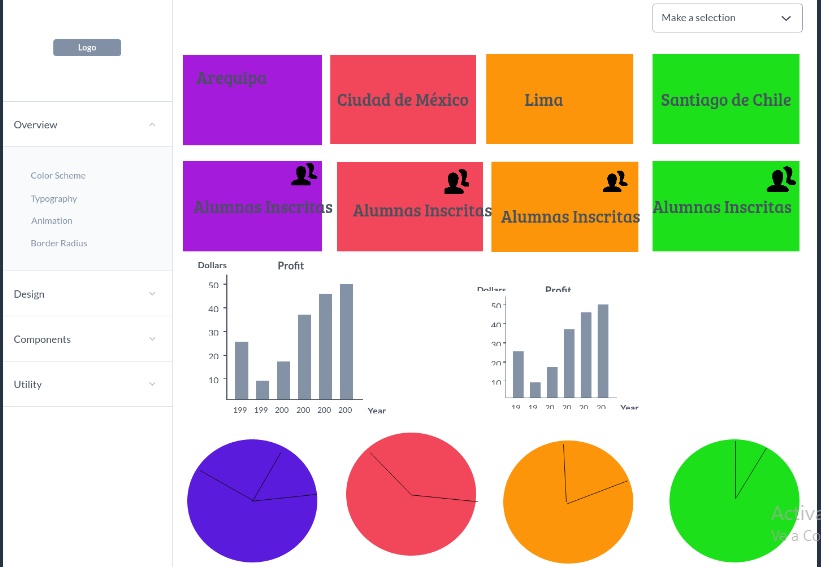 Make a selection
Logo
Overview
Color Scheme
Typography
Animation
Border Radius
Design
Components
Utility
Arequipa
Ciudad de México
Lima
Santiago de Chile
Alumnas Inscritas
Alumnas Inscritas
Alumnas Inscritas
Alumnas Inscritas
Dollars
Profit
50
40
30
20
10
199 199 200 200 200 200
Year
Dollars
Profit
50
40
30
20
10
19 19 20 20 20 20
Year
Activa
Ve a Co